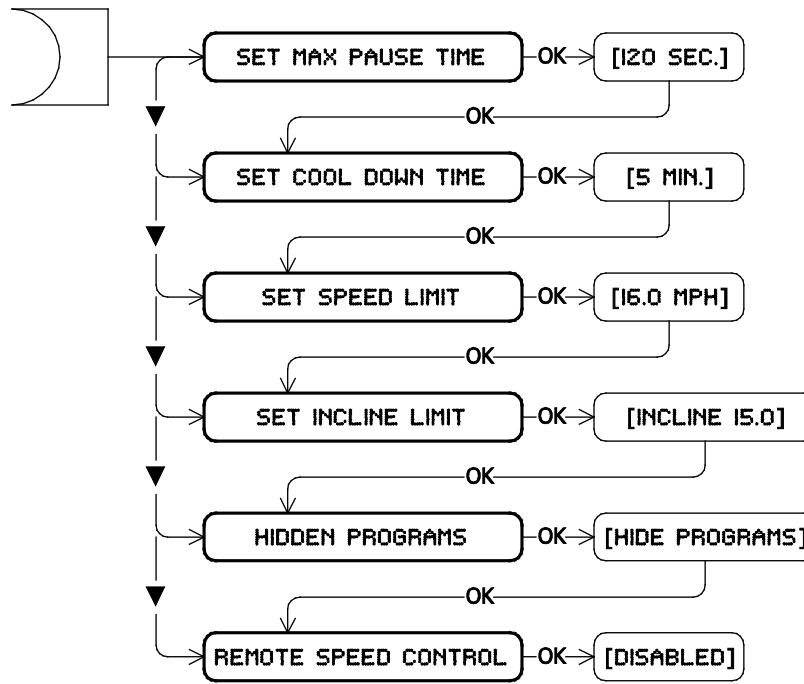 SET MAX PAUSE TIME OK [120 SEC.]
OK
SET COOL DOWN TIME OK [5 MIN.]
OK
SET SPEED LIMIT OK [16.0 MPH]
OK
SET INCLINE LIMIT OK [INCLINE 15.0]
OK
HIDDEN PROGRAMS OK [HIDE PROGRAMS]
OK
REMOTE SPEED CONTROL OK [DISABLED]